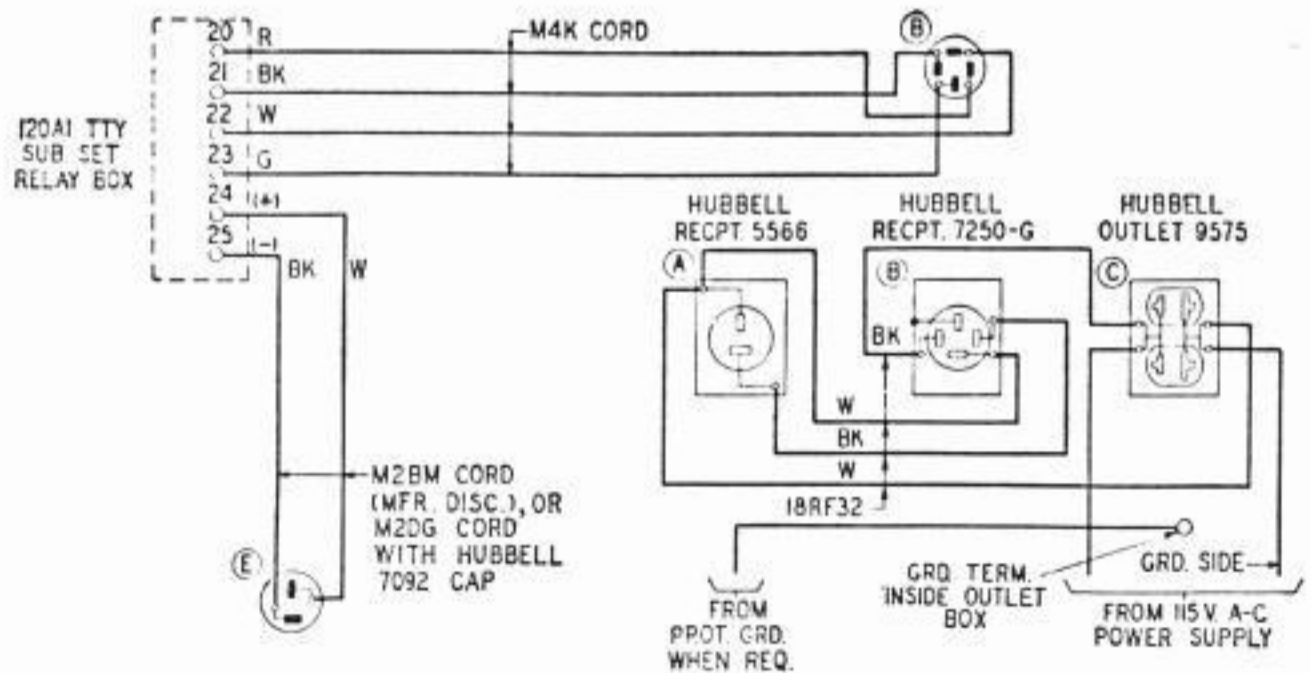 20 R
M4K CORD
B
21 BK
22 W
120A1 TTY
SUB SET
RELAY BOX
23 G
24 (+)
25 (-)
BK W
HUBBELL
RECPT. 5566
HUBBELL
RECPT. 7250-G
HUBBELL
OUTLET 9575
A
B
C
BK
W
BK
W
18RF32
M2BM CORD
(MFR. DISC.), OR
M2DG CORD
WITH HUBBELL
7092 CAP
E
FROM
PROT. GRD.
WHEN REQ.
GRD. TERM.
INSIDE OUTLET
BOX
GRD. SIDE
FROM 115 V. A-C
POWER SUPPLY